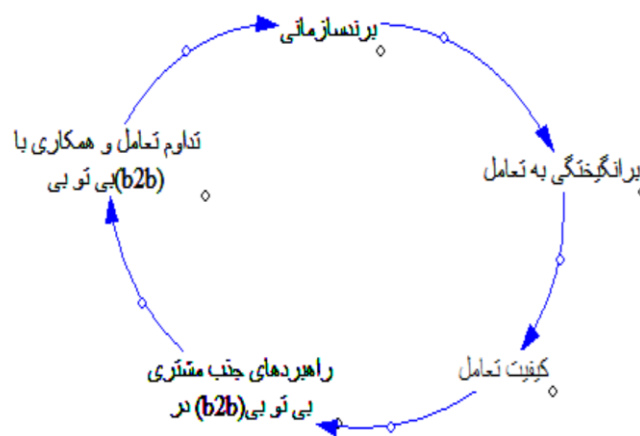 برندسازمانی
برانگیختگی به تعامل
کیفیت تعامل
راهبردهای جذب مشتری
بی تو بی(b2b) در
تداوم تعامل و همکاری با
(b2b)بی تو بی